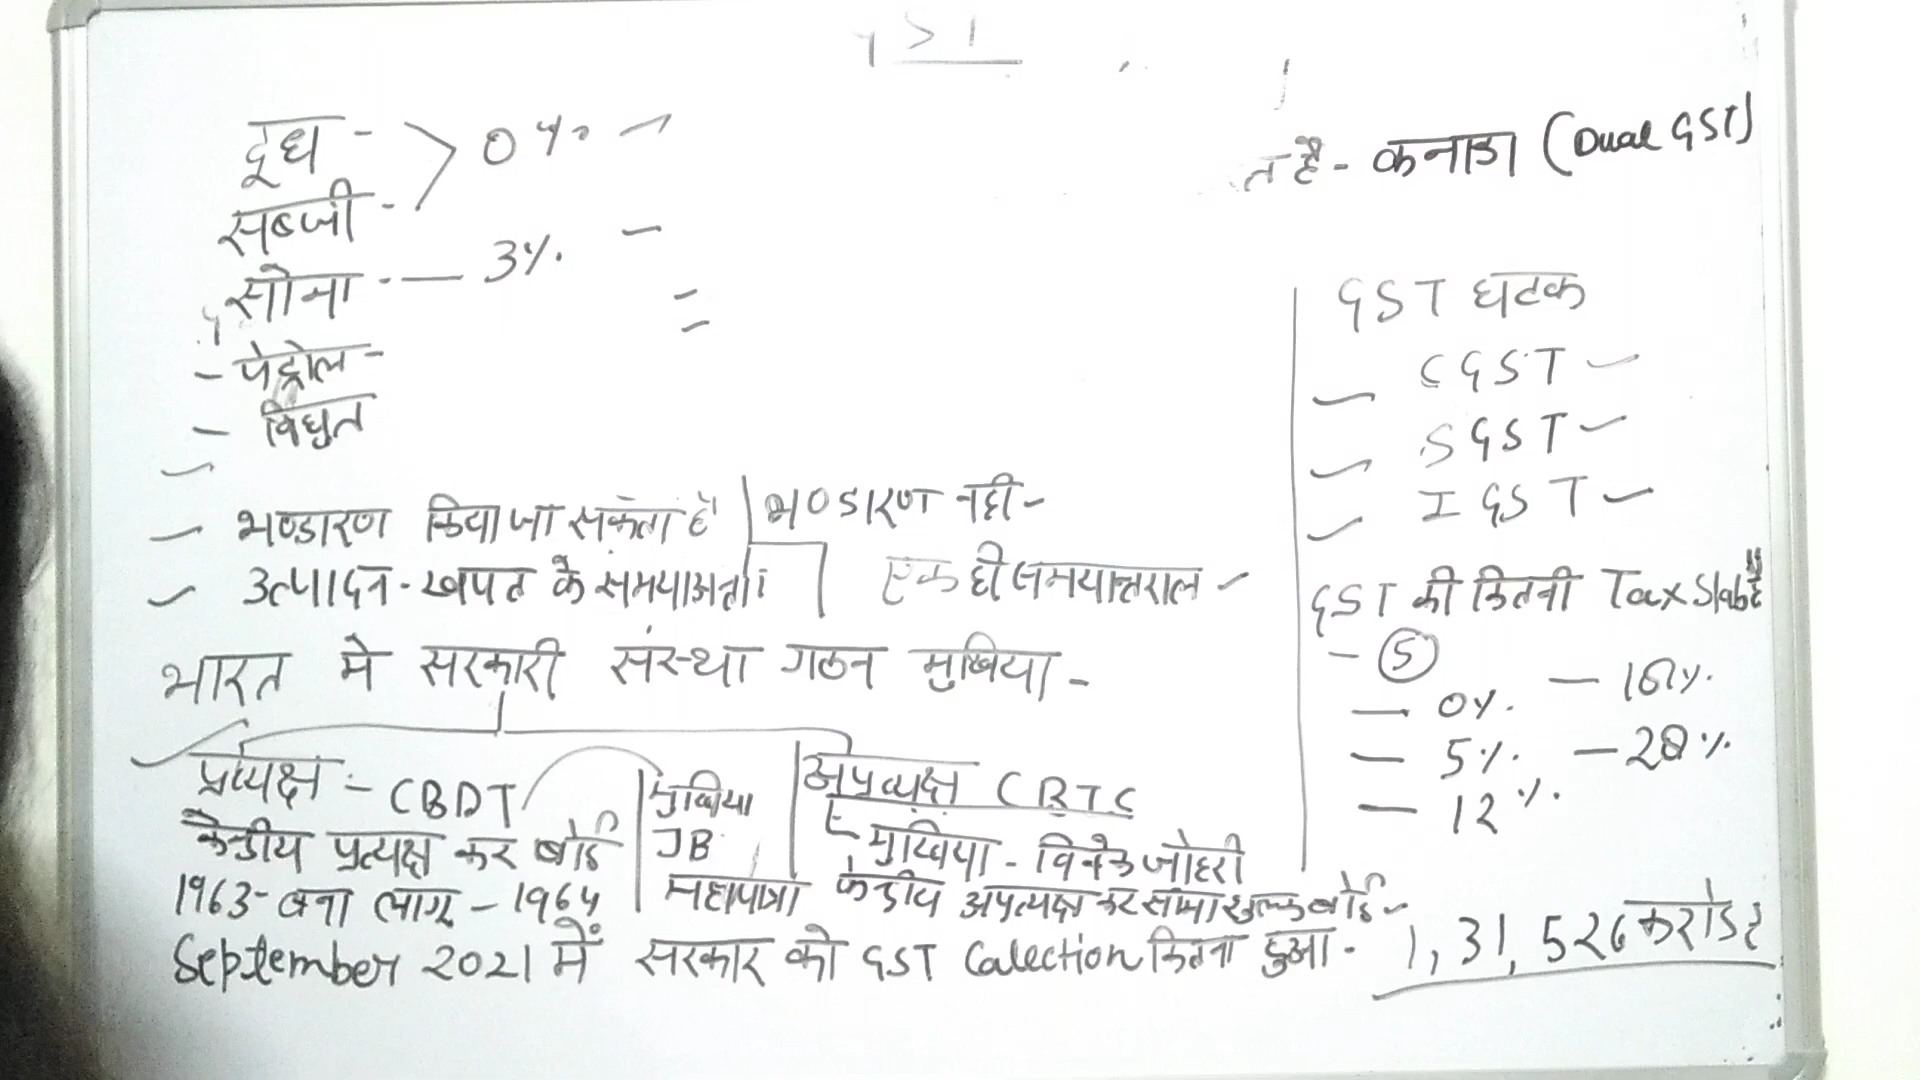 GST
दूध -
0%
सब्जी -
सोना - — 3% —
- पेट्रोल -
- विधुत
है - कनाडा (Dual GST)
GST घटक
CGST
SGST
IGST
GST की कितनी Tax Slab है
- 5
— 0% — 18%
— 5% — 28%
— 12%
भण्डारण किया जा सकता है
भण्डारण नही -
उत्पादन - खपत के
एक ही समयान्तराल
भारत मे सरकारी संस्था गठन मुखिया -
प्रत्यक्ष - CBDT
केन्द्रीय प्रत्यक्ष कर बोर्ड
1963 - बना लागू - 1964
मुखिया
JB
महापात्रा
अप्रत्यक्ष CBIC
मुखिया - विवेक जोहरी
केन्द्रीय अप्रत्यक्ष कर सीमा शुल्क बोर्ड -
September 2021 में सरकार को GST Calection कितना हुआ - 1,31,526 करोड़